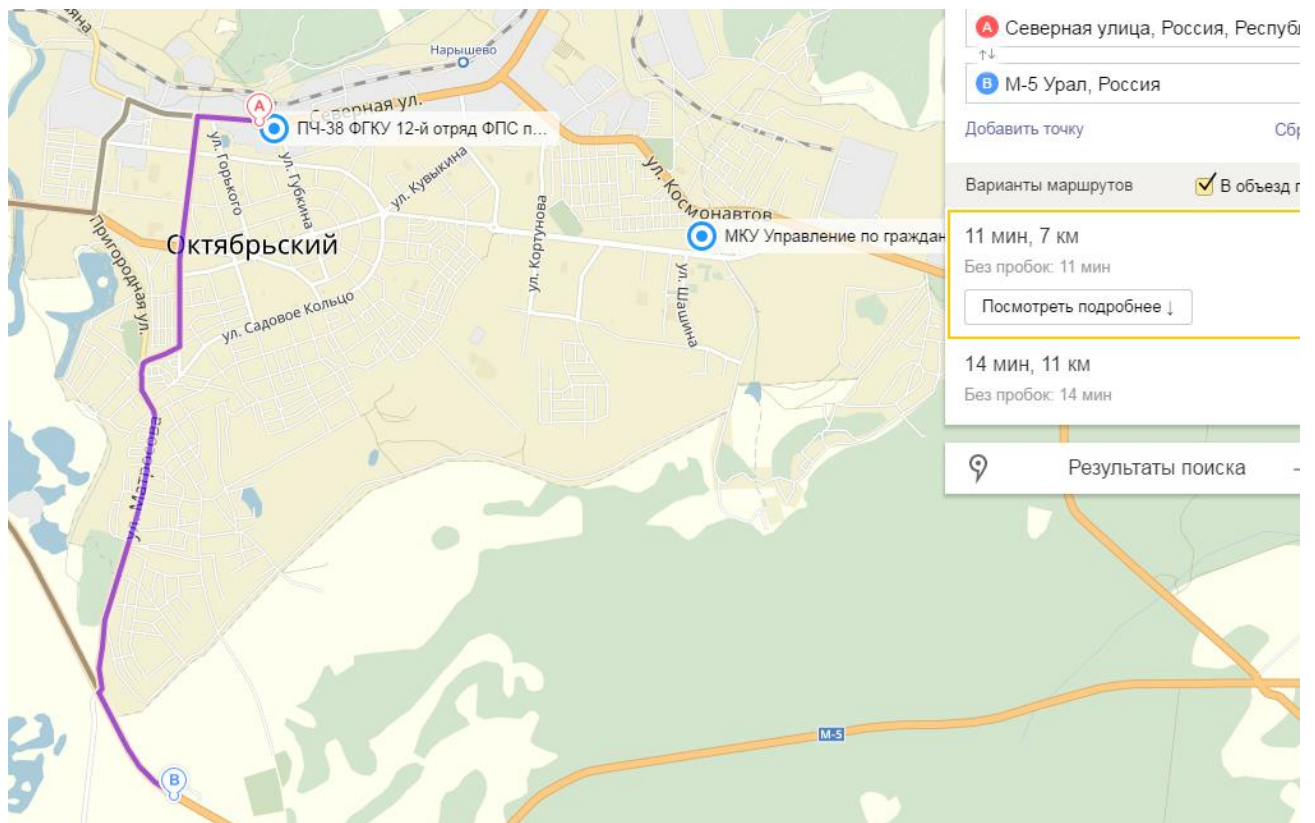 Нарышево
A
Северная ул.
ПЧ-38 ФГКУ 12-й отряд ФПС п...
ул. Горького
ул. Губкина
ул. Кувыкина
ул. Космонавтов
МКУ Управление по граждан
Октябрьский
Пригородная ул.
ул. Кортунова
ул. Шашина
ул. Садовое Кольцо
ул. Матросова
М-5
B
A Северная улица, Россия, Республ
B М-5 Урал, Россия
Добавить точку
Сбр
Варианты маршрутов
В объезд п
11 мин, 7 км
Без пробок: 11 мин
Посмотреть подробнее ↓
14 мин, 11 км
Без пробок: 14 мин
Результаты поиска